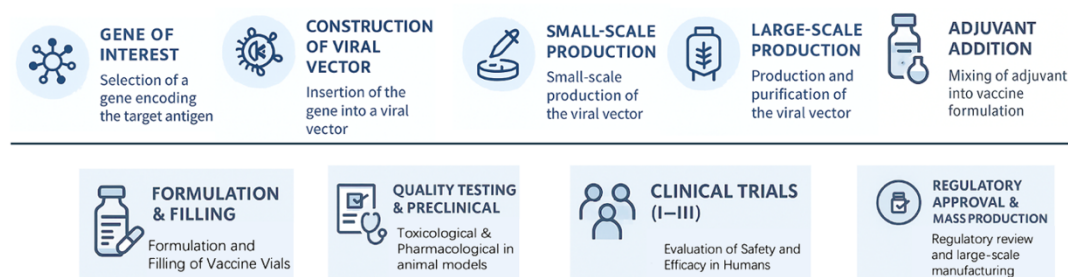 GENE OF
INTEREST
Selection of a
gene encoding
the target antigen
CONSTRUCTION
OF VIRAL
VECTOR
Insertion of the
gene into a viral
vector
SMALL-SCALE
PRODUCTION
Small-scale
production of
the viral vector
LARGE-SCALE
PRODUCTION
Production and
purification of
the viral vector
ADJUVANT
ADDITION
Mixing of adjuvant
into vaccine
formulation
FORMULATION
& FILLING
Formulation and
Filling of Vaccine Vials
QUALITY TESTING
& PRECLINICAL
Toxicological &
Pharmacological in
animal models
CLINICAL TRIALS
(I–III)
Evaluation of Safety and
Efficacy in Humans
REGULATORY
APPROVAL &
MASS PRODUCTION
Regulatory review
and large-scale
manufacturing